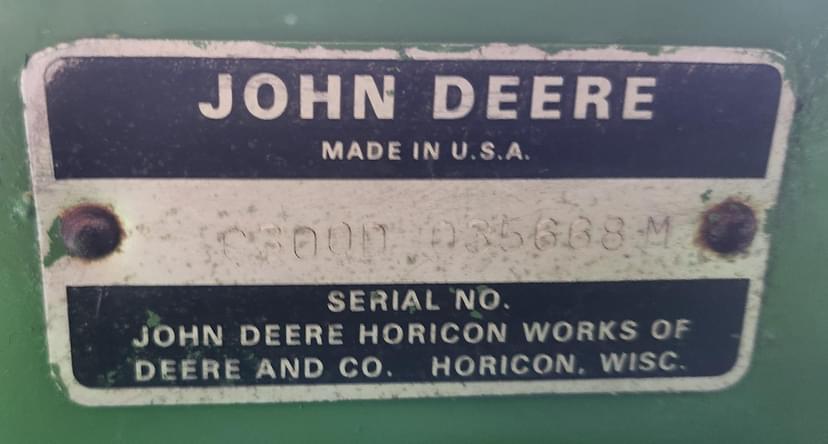 JOHN DEERE
MADE IN U.S.A.
SERIAL NO.
JOHN DEERE HORICON WORKS OF
DEERE AND CO. HORICON, WISC.